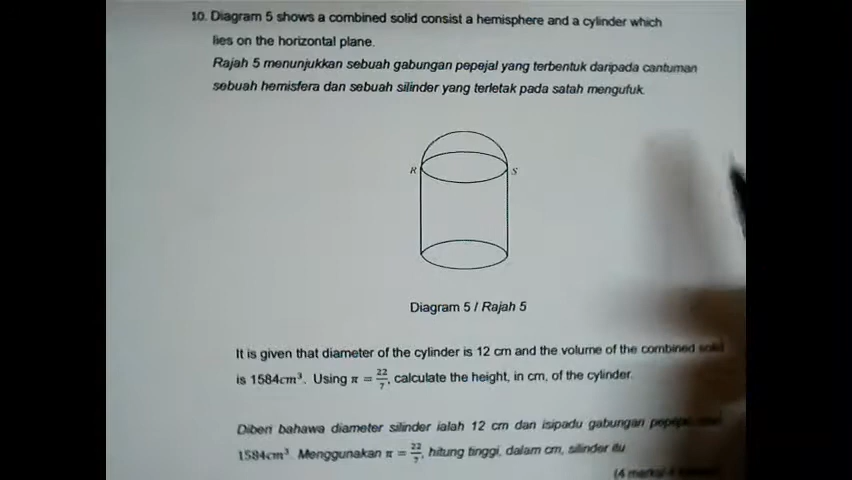 10. Diagram 5 shows a combined solid consist a hemisphere and a cylinder which
lies on the horizontal plane.
Rajah 5 menunjukkan sebuah gabungan pepejal yang terbentuk daripada cantuman
sebuah hemisfera dan sebuah silinder yang terletak pada satah mengufuk.
R S
Diagram 5 / Rajah 5
It is given that diameter of the cylinder is 12 cm and the volume of the combined solid
is 1584cm³. Using π = 22/7, calculate the height, in cm, of the cylinder.
Diberi bahawa diameter silinder ialah 12 cm dan isipadu gabungan
1584cm³. Menggunakan π = 22/7, hitung tinggi, dalam cm, silinder itu
(4 markah